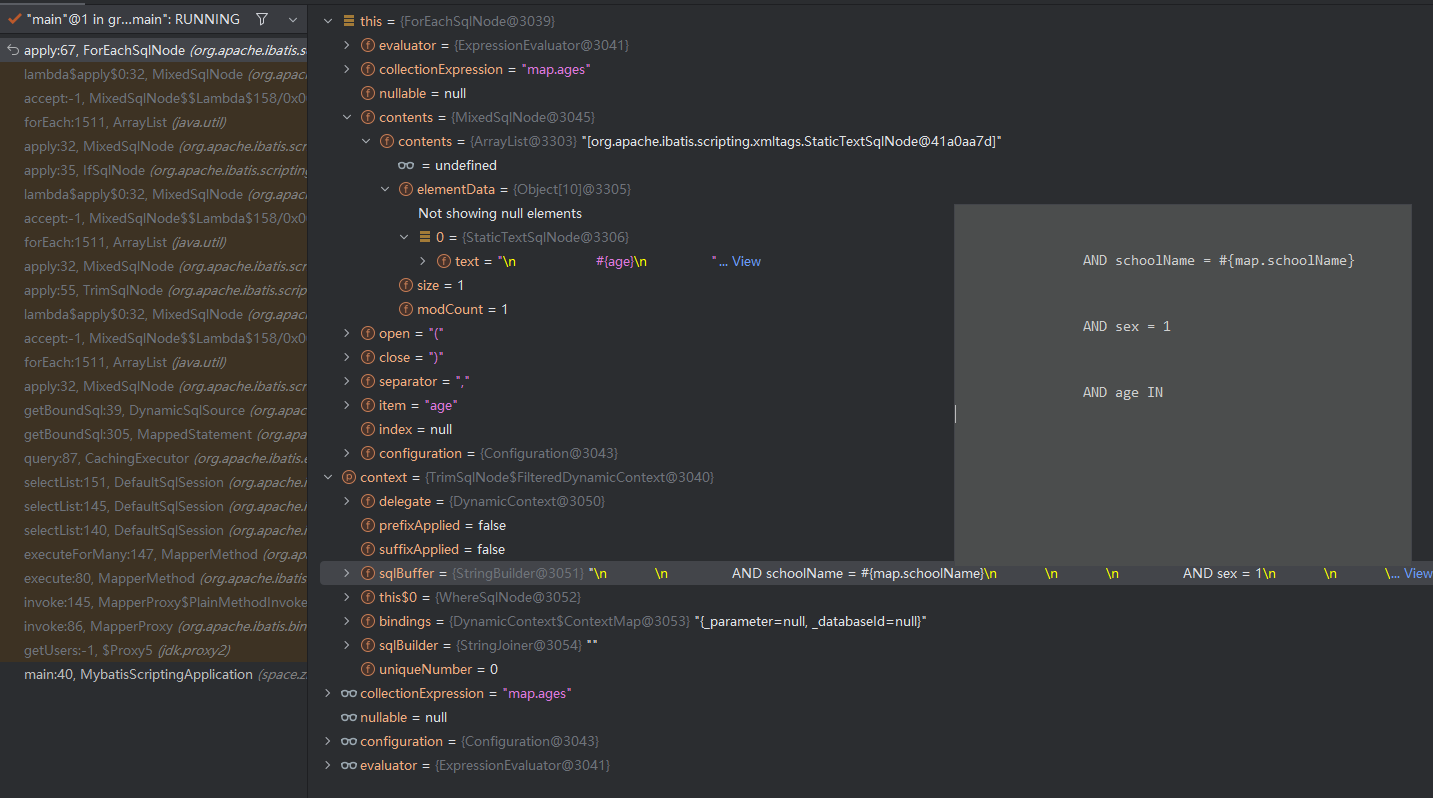 "main"@1 in gr...main": RUNNING
apply:67, ForEachSqlNode (org.apache.ibatis.s
lambda$apply$0:32, MixedSqlNode (org.apac
accept:-1, MixedSqlNode$$Lambda$158/0x0
forEach:1511, ArrayList (java.util)
apply:32, MixedSqlNode (org.apache.ibatis.scr
apply:35, IfSqlNode (org.apache.ibatis.scripting
lambda$apply$0:32, MixedSqlNode (org.apac
accept:-1, MixedSqlNode$$Lambda$158/0x0
forEach:1511, ArrayList (java.util)
apply:32, MixedSqlNode (org.apache.ibatis.scr
apply:55, TrimSqlNode (org.apache.ibatis.scrip
lambda$apply$0:32, MixedSqlNode (org.apac
accept:-1, MixedSqlNode$$Lambda$158/0x0
forEach:1511, ArrayList (java.util)
apply:32, MixedSqlNode (org.apache.ibatis.scr
getBoundSql:39, DynamicSqlSource (org.apac
getBoundSql:305, MappedStatement (org.apa
query:87, CachingExecutor (org.apache.ibatis.e
selectList:151, DefaultSqlSession (org.apache.i
selectList:145, DefaultSqlSession (org.apache.i
selectList:140, DefaultSqlSession (org.apache.i
executeForMany:147, MapperMethod (org.ap
execute:80, MapperMethod (org.apache.ibatis
invoke:145, MapperProxy$PlainMethodInvoke
invoke:86, MapperProxy (org.apache.ibatis.bin
getUsers:-1, $Proxy5 (jdk.proxy2)
main:40, MybatisScriptingApplication (space.z
this = {ForEachSqlNode@3039}
evaluator = {ExpressionEvaluator@3041}
collectionExpression = "map.ages"
nullable = null
contents = {MixedSqlNode@3045}
contents = {ArrayList@3303} "[org.apache.ibatis.scripting.xmltags.StaticTextSqlNode@41a0aa7d]"
= undefined
elementData = {Object[10]@3305}
Not showing null elements
0 = {StaticTextSqlNode@3306}
text = "\n #{age}\n "... View
size = 1
modCount = 1
open = "("
close = ")"
separator = ","
item = "age"
index = null
configuration = {Configuration@3043}
context = {TrimSqlNode$FilteredDynamicContext@3040}
delegate = {DynamicContext@3050}
prefixApplied = false
suffixApplied = false
sqlBuffer = {StringBuilder@3051} "\n \n AND schoolName = #{map.schoolName}\n \n \n AND sex = 1\n \n \... View
this$0 = {WhereSqlNode@3052}
bindings = {DynamicContext$ContextMap@3053} "{_parameter=null, _databaseId=null}"
sqlBuilder = {StringJoiner@3054} ""
uniqueNumber = 0
collectionExpression = "map.ages"
nullable = null
configuration = {Configuration@3043}
evaluator = {ExpressionEvaluator@3041}
AND schoolName = #{map.schoolName}
AND sex = 1
AND age IN